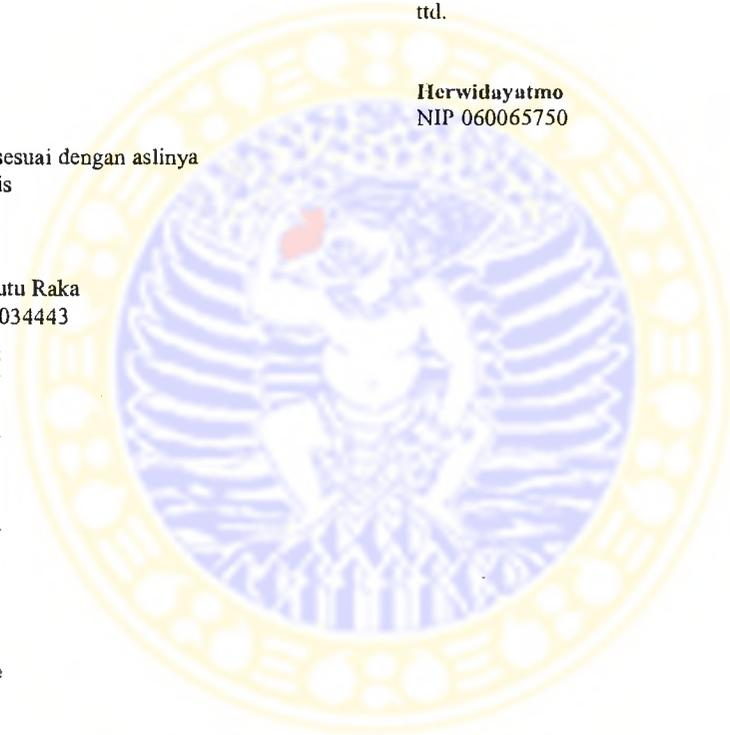 ttd.
Herwidayatmo
NIP 060065750
sesuai dengan aslinya
is
utu Raka
034443
e